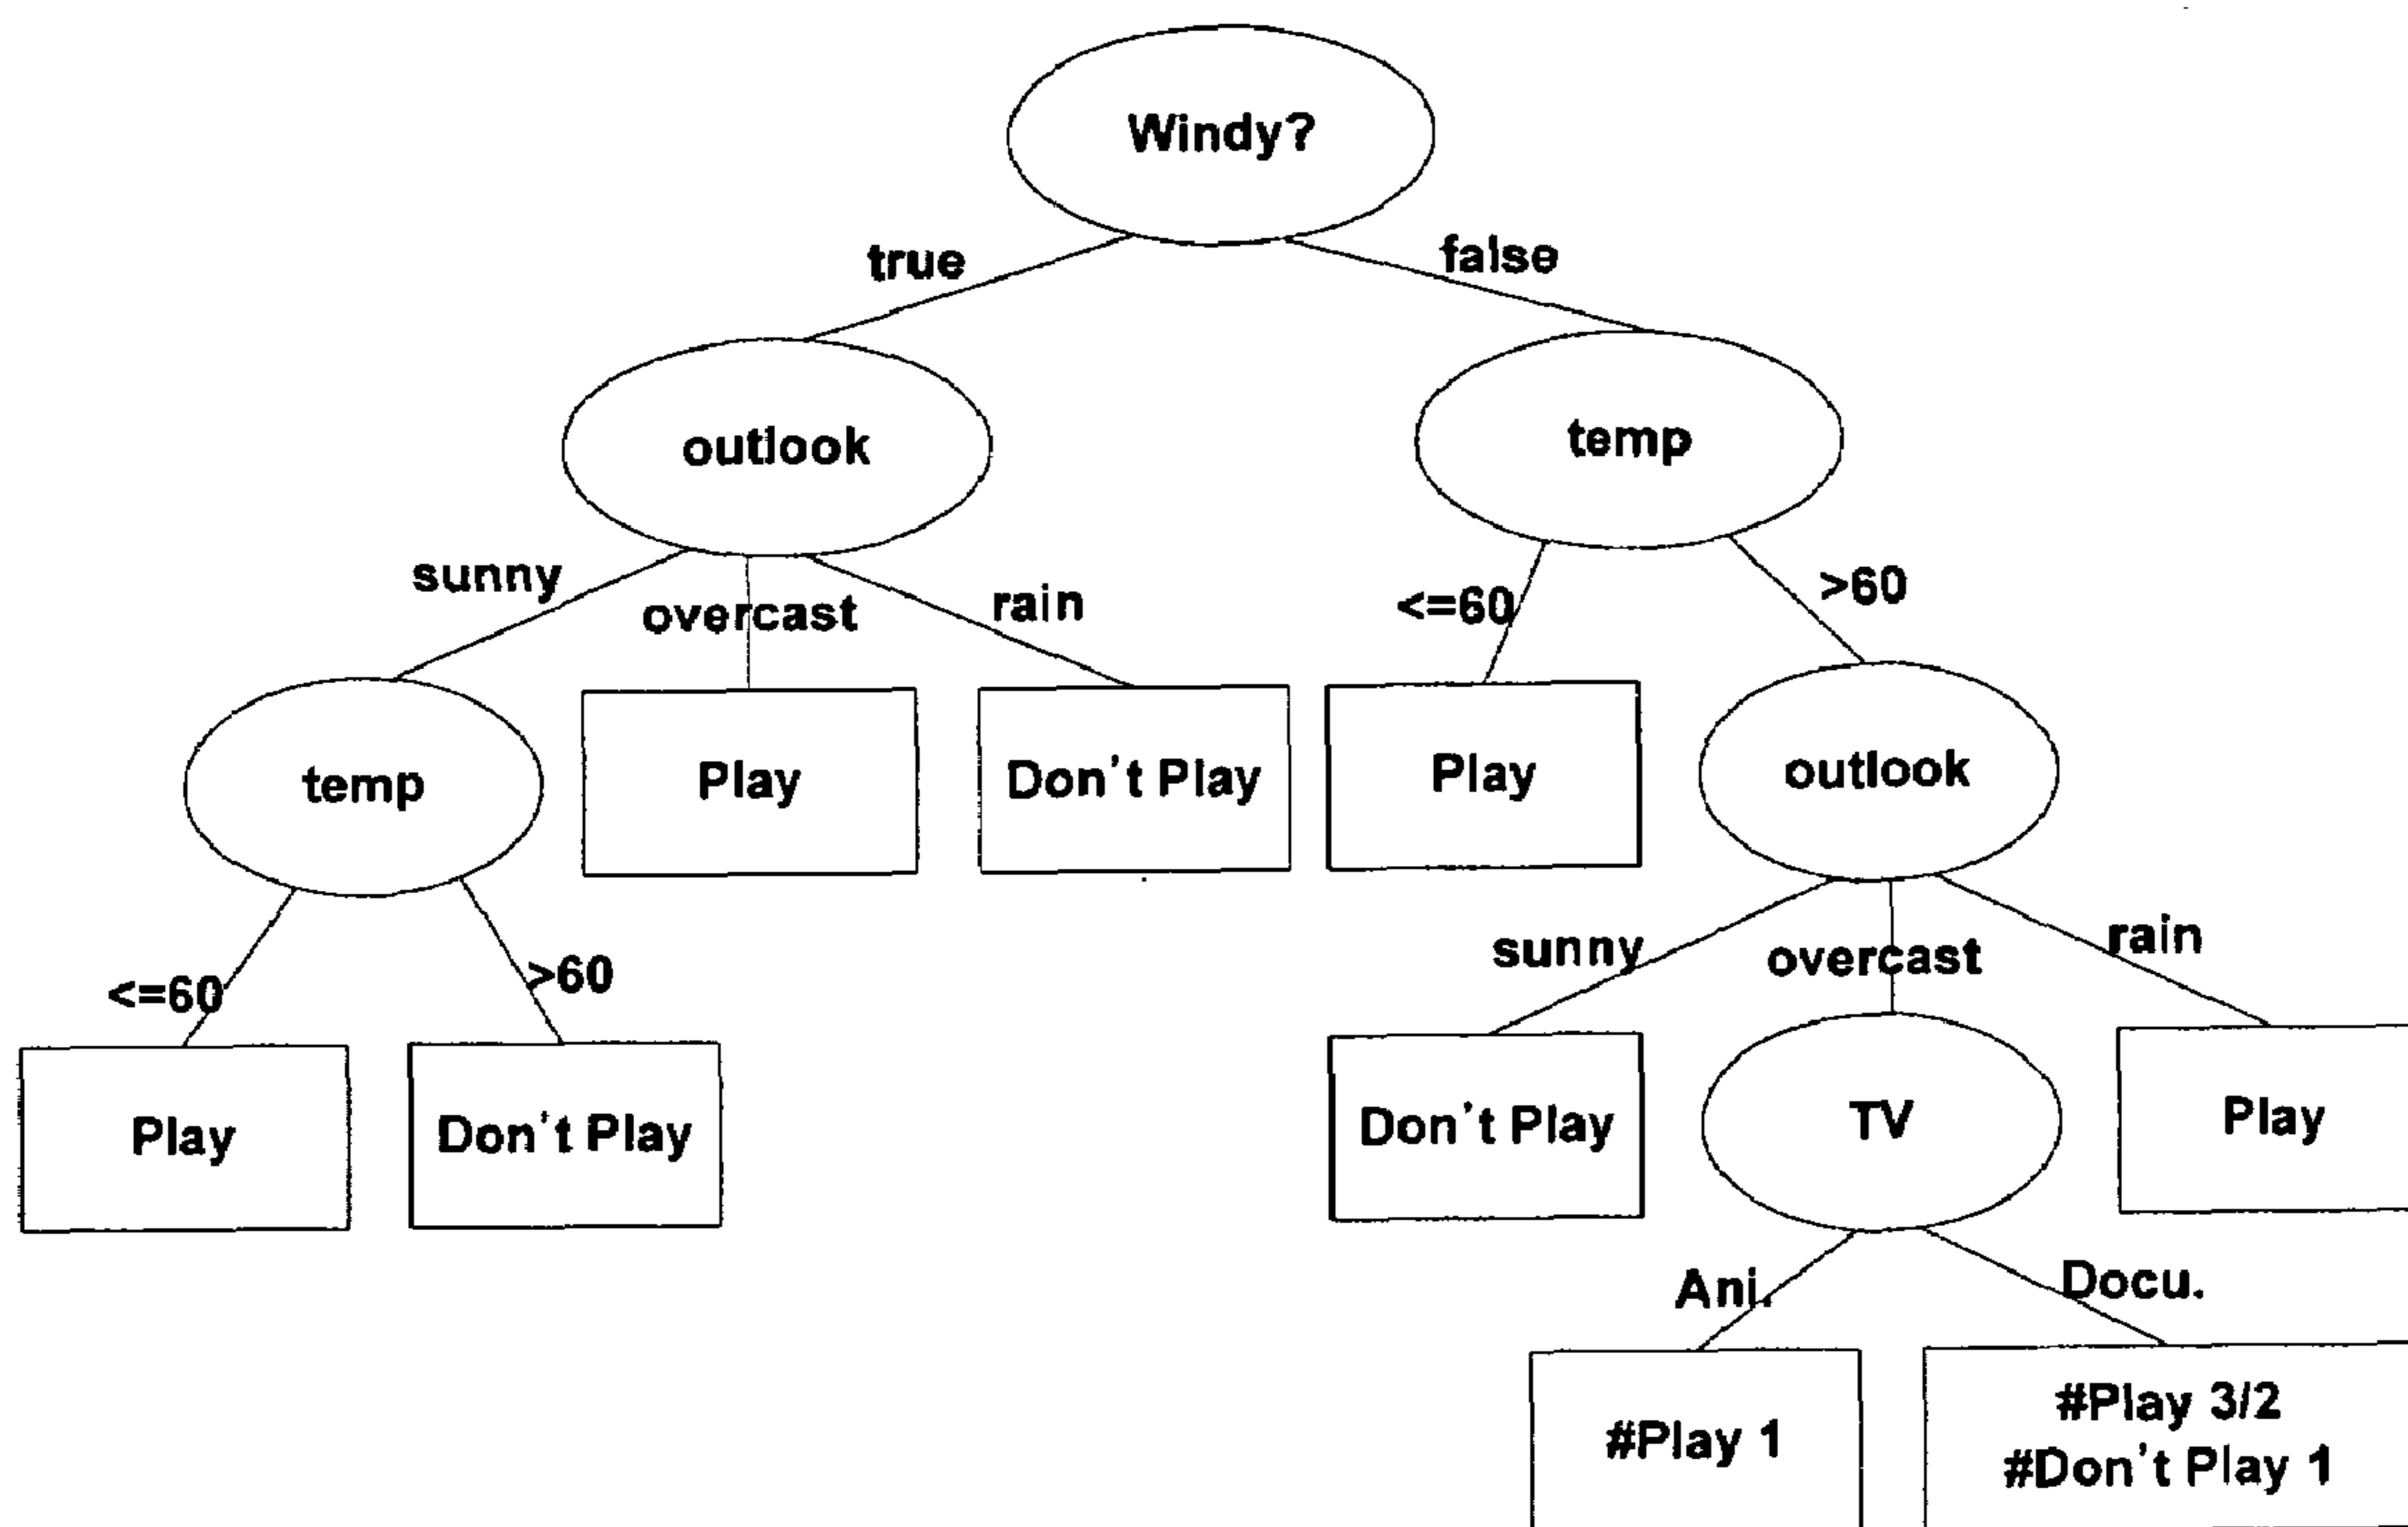 Windy?
true
false
outlook
temp
sunny
overcast
rain
<=60
>60
temp
Play
Don't Play
Play
outlook
<=60
>60
sunny
overcast
rain
Play
Don't Play
Don't Play
TV
Play
Ani.
Docu.
#Play 1
#Play 3/2
#Don't Play 1